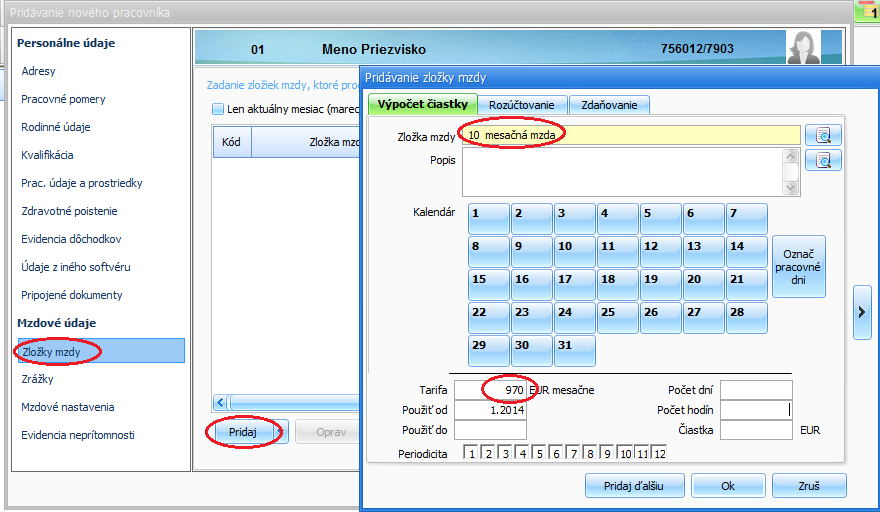 Pridávanie nového pracovníka
1
Personálne údaje
Adresy
Pracovné pomery
Rodinné údaje
Kvalifikácia
Prac. údaje a prostriedky
Zdravotné poistenie
Evidencia dôchodkov
Údaje z iného softvéru
Pripojené dokumenty
Mzdové údaje
Zložky mzdy
Zrážky
Mzdové nastavenia
Evidencia neprítomnosti
01 Meno Priezvisko 756012/7903
Zadanie zložiek mzdy, ktoré
Len aktuálny mesiac
Kód Zložka
Pridaj Oprav
Pridávanie zložky mzdy
Výpočet čiastky Rozúčtovanie Zdaňovanie
Zložka mzdy 10 mesačná mzda
Popis
Kalendár 1 2 3 4 5 6 7
8 9 10 11 12 13 14
15 16 17 18 19 20 21
22 23 24 25 26 27 28
29 30 31
Označ
pracovné
dni
Tarifa 970 EUR mesačne Počet dní
Použiť od 1.2014 Počet hodín
Použiť do Čiastka EUR
Periodicita 1 2 3 4 5 6 7 8 9 10 11 12
Pridaj ďalšiu Ok Zruš